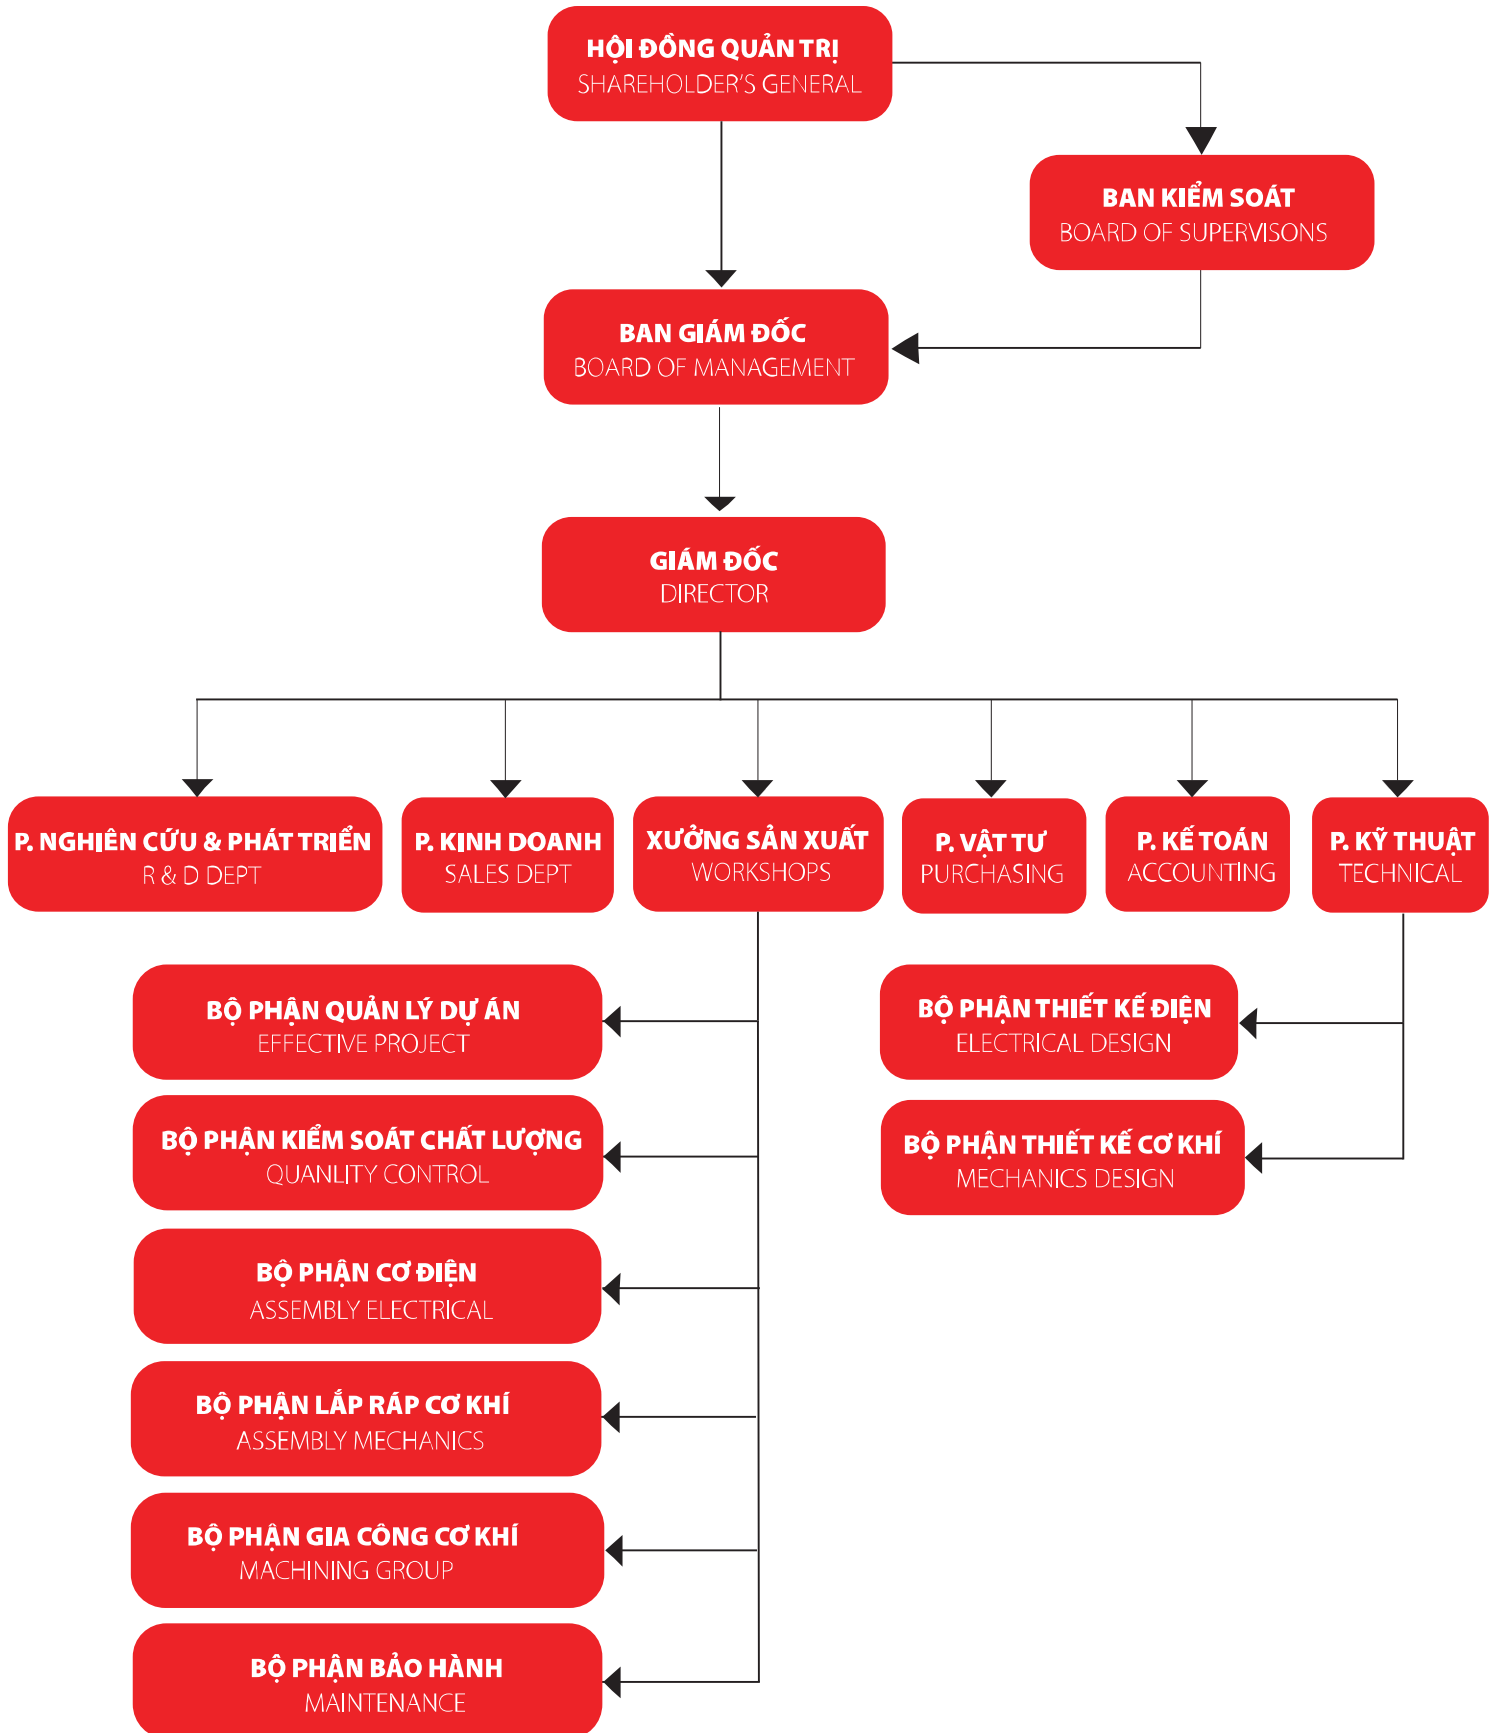 HỘI ĐỒNG QUẢN TRỊ
SHAREHOLDER'S GENERAL
BAN KIỂM SOÁT
BOARD OF SUPERVISONS
BAN GIÁM ĐỐC
BOARD OF MANAGEMENT
GIÁM ĐỐC
DIRECTOR
P. NGHIÊN CỨU & PHÁT TRIỂN
R & D DEPT
P. KINH DOANH
SALES DEPT
XƯỞNG SẢN XUẤT
WORKSHOPS
P. VẬT TƯ
PURCHASING
P. KẾ TOÁN
ACCOUNTING
P. KỸ THUẬT
TECHNICAL
BỘ PHẬN QUẢN LÝ DỰ ÁN
EFFECTIVE PROJECT
BỘ PHẬN KIỂM SOÁT CHẤT LƯỢNG
QUANLITY CONTROL
BỘ PHẬN CƠ ĐIỆN
ASSEMBLY ELECTRICAL
BỘ PHẬN LẮP RÁP CƠ KHÍ
ASSEMBLY MECHANICS
BỘ PHẬN GIA CÔNG CƠ KHÍ
MACHINING GROUP
BỘ PHẬN BẢO HÀNH
MAINTENANCE
BỘ PHẬN THIẾT KẾ ĐIỆN
ELECTRICAL DESIGN
BỘ PHẬN THIẾT KẾ CƠ KHÍ
MECHANICS DESIGN